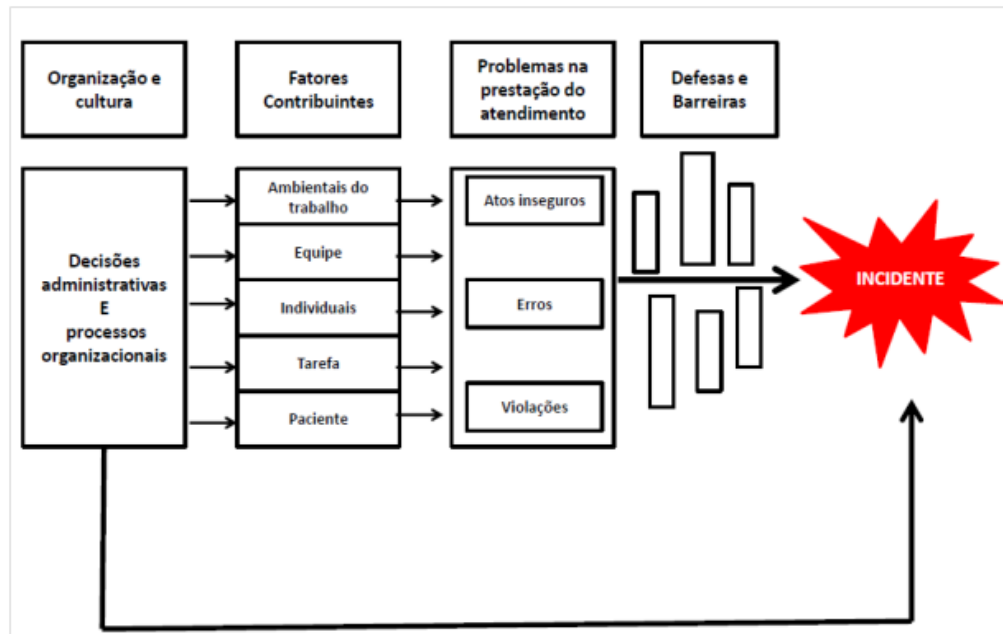 Organização e
cultura
Fatores
Contribuintes
Problemas na
prestação do
atendimento
Defesas e
Barreiras
Decisões
administrativas
E
processos
organizacionais
Ambientais do
trabalho
Equipe
Individuais
Tarefa
Paciente
Atos inseguros
Erros
Violações
INCIDENTE